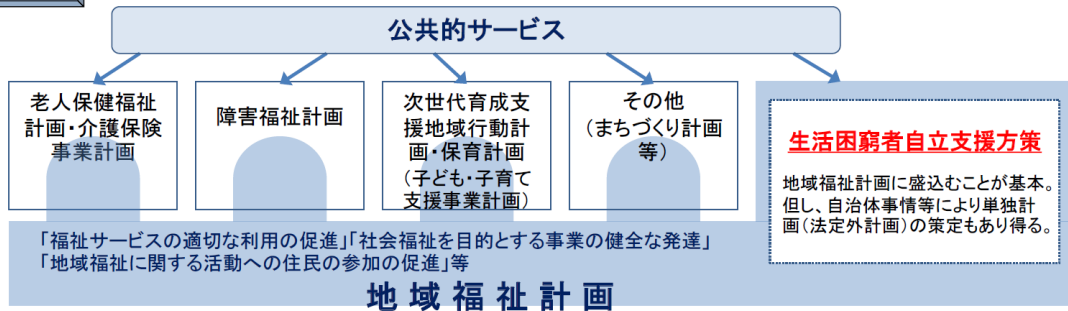 公共的サービス
老人保健福祉
計画・介護保険
事業計画
障害福祉計画
次世代育成支
援地域行動計
画・保育計画
（子ども・子育て
支援事業計画）
その他
（まちづくり計画
等）
生活困窮者自立支援方策
地域福祉計画に盛込むことが基本。
但し、自治体事情等により単独計
画（法定外計画）の策定もあり得る。
「福祉サービスの適切な利用の促進」「社会福祉を目的とする事業の健全な発達」
「地域福祉に関する活動への住民の参加の促進」等
地域福祉計画